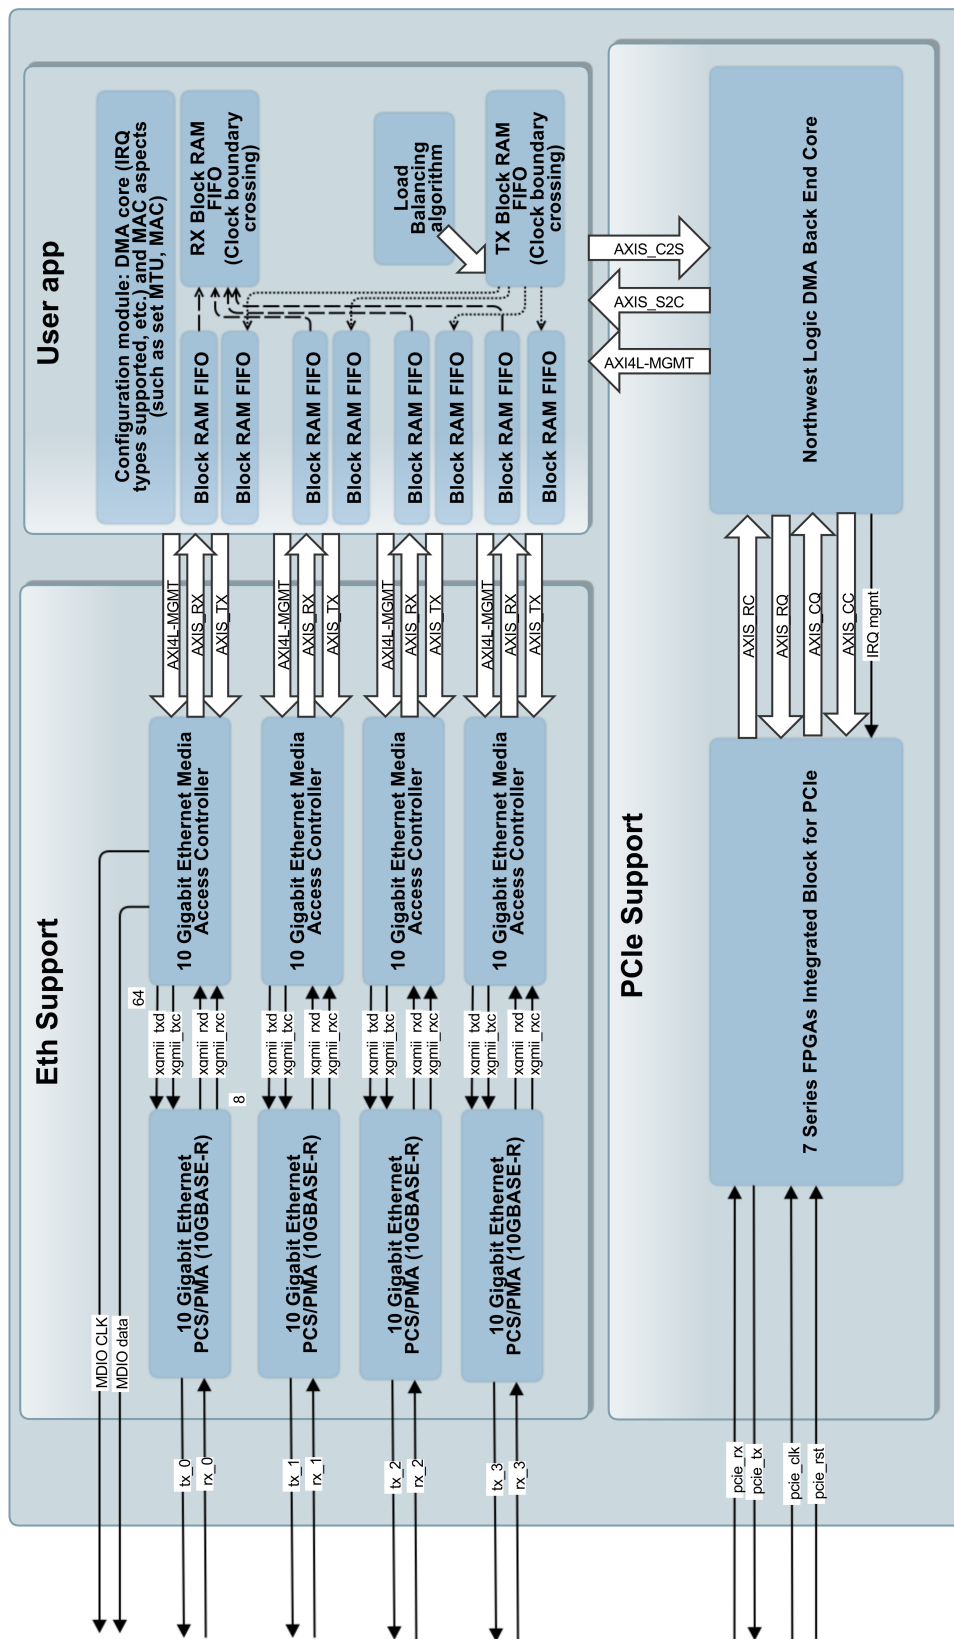 User app
Configuration module: DMA core (IRQ
types supported, etc.) and MAC aspects
(such as set MTU, MAC)
RX Block RAM
FIFO
(Clock boundary
crossing)
Load
Balancing
algorithm
TX Block RAM
FIFO
(Clock boundary
crossing)
Block RAM FIFO
Block RAM FIFO
Block RAM FIFO
Block RAM FIFO
Block RAM FIFO
Block RAM FIFO
Block RAM FIFO
Block RAM FIFO
AXIS_C2S
AXIS_S2C
AXI4L-MGMT
Northwest Logic DMA Back End Core
AXI4L-MGMT
AXIS_RX
AXIS_TX
AXI4L-MGMT
AXIS_RX
AXIS_TX
AXI4L-MGMT
AXIS_RX
AXIS_TX
AXI4L-MGMT
AXIS_RX
AXIS_TX
AXIS_RC
AXIS_RQ
AXIS_CQ
AXIS_CC
IRQ mgmt
Eth Support
10 Gigabit Ethernet Media
Access Controller
10 Gigabit Ethernet Media
Access Controller
10 Gigabit Ethernet Media
Access Controller
10 Gigabit Ethernet Media
Access Controller
64
xgmii_txd
xgmii_txc
xgmii_rxd
xgmii_rxc
8
xgmii_txd
xgmii_txc
xgmii_rxd
xgmii_rxc
xgmii_txd
xgmii_txc
xgmii_rxd
xgmii_rxc
xgmii_txd
xgmii_txc
xgmii_rxd
xgmii_rxc
10 Gigabit Ethernet
PCS/PMA (10GBASE-R)
10 Gigabit Ethernet
PCS/PMA (10GBASE-R)
10 Gigabit Ethernet
PCS/PMA (10GBASE-R)
10 Gigabit Ethernet
PCS/PMA (10GBASE-R)
MDIO CLK
MDIO data
tx_0
rx_0
tx_1
rx_1
tx_2
rx_2
tx_3
rx_3
PCIe Support
7 Series FPGAs Integrated Block for PCIe
pcie_rx
pcie_tx
pcie_clk
pcie_rst